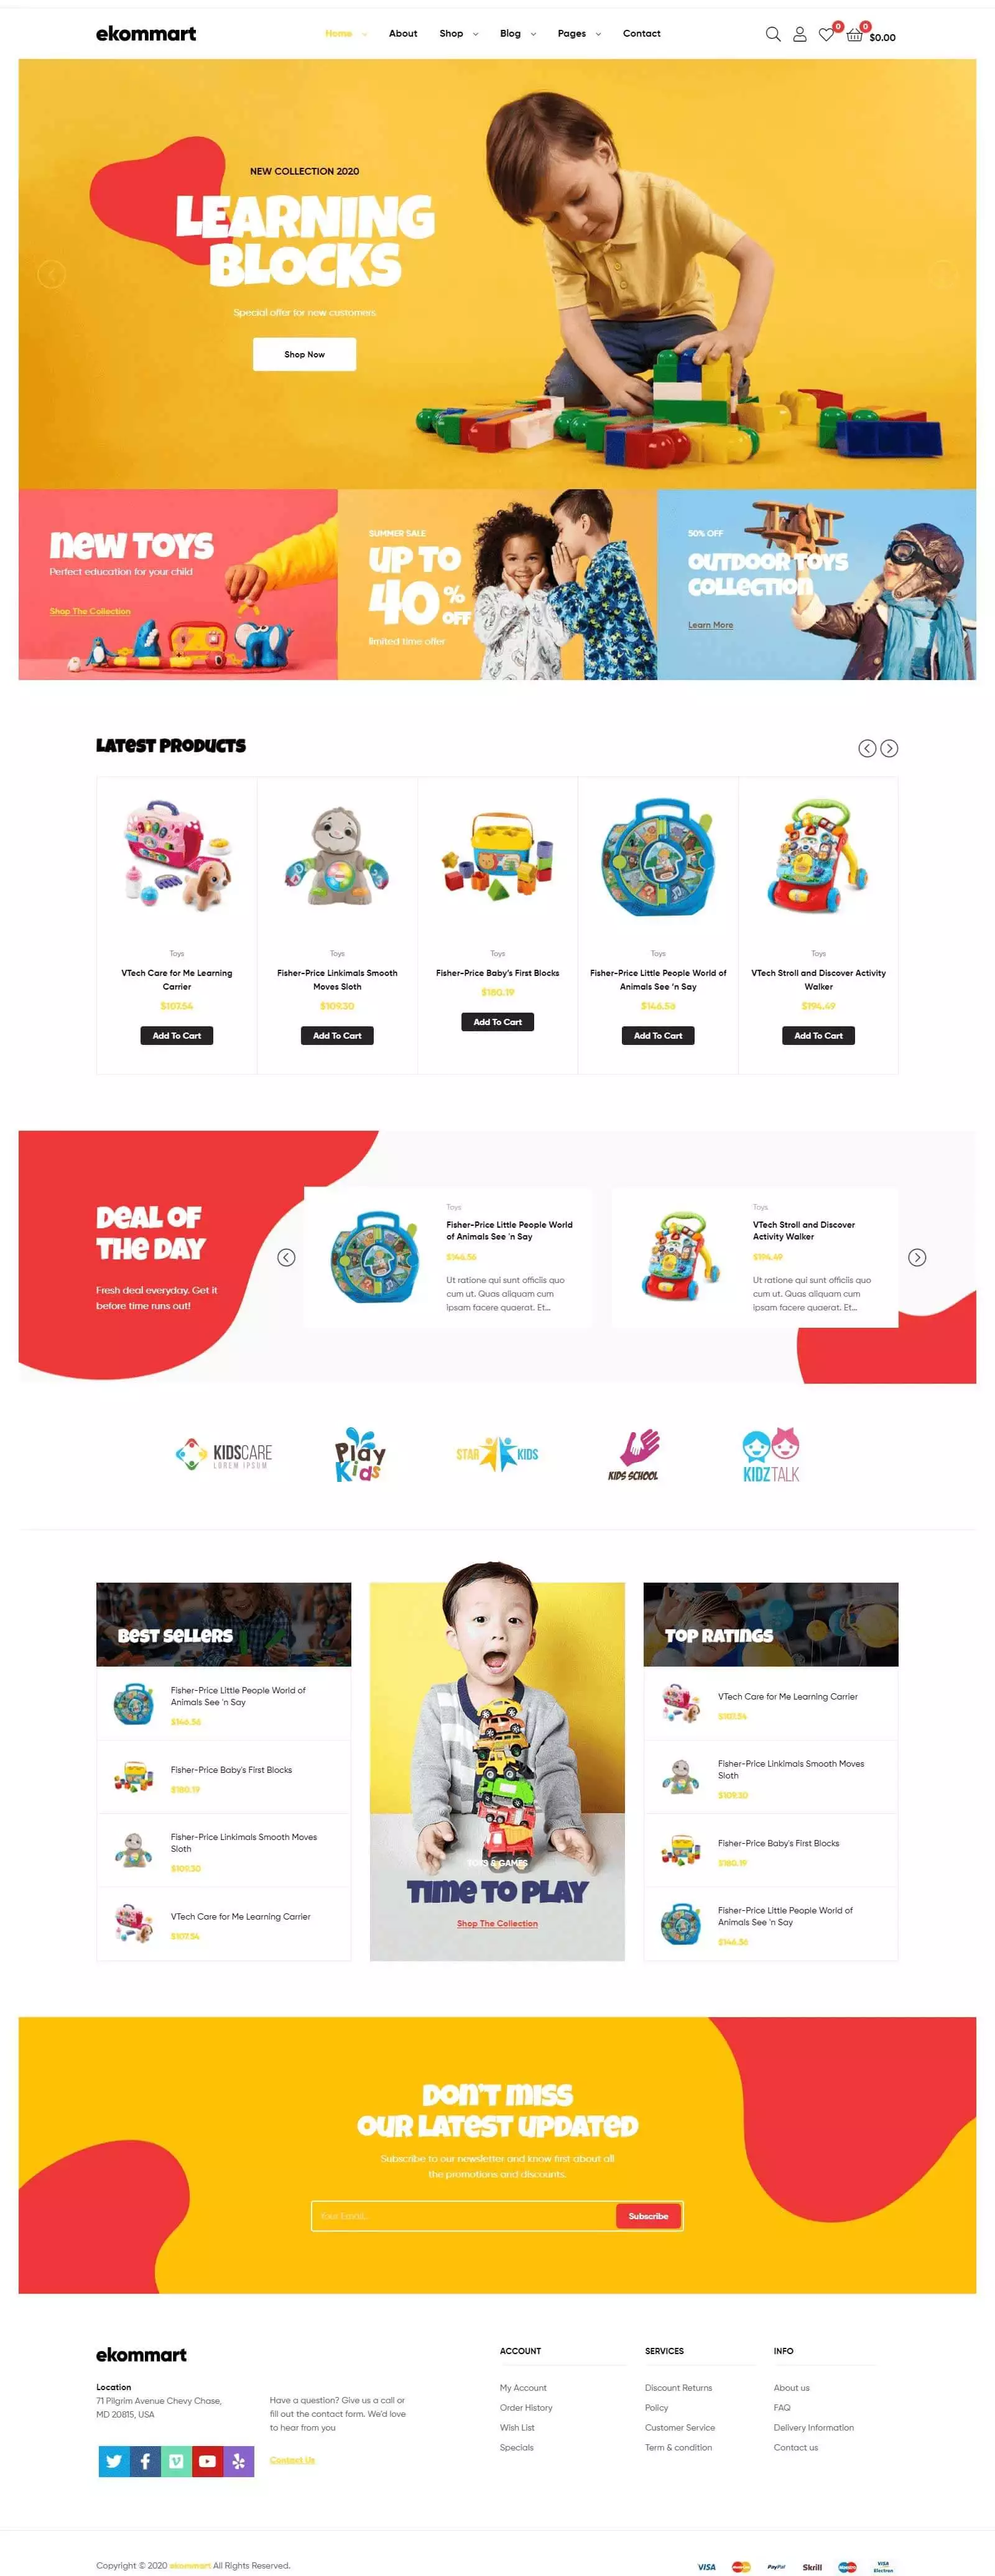 ekommart
Home About Shop Blog Pages Contact
0 0 $0.00
NEW COLLECTION 2020
LEARNING
BLOCKS
Special offer for new customers
Shop Now
NEW TOYS
Perfect education for your child
Shop The Collection
SUMMER SALE
UP TO
40%
OFF
limited time offer
50% OFF
OUTDOOR TOYS
COLLECTION
Learn More
LATEST PRODUCTS
Toys
VTech Care for Me Learning
Carrier
$107.54
Add To Cart
Toys
Fisher-Price Linkimals Smooth
Moves Sloth
$109.30
Add To Cart
Toys
Fisher-Price Baby's First Blocks
$180.19
Add To Cart
Toys
Fisher-Price Little People World of
Animals See 'n Say
$146.56
Add To Cart
Toys
VTech Stroll and Discover Activity
Walker
$194.49
Add To Cart
DEAL OF
THE DAY
Fresh deal everyday. Get it
before time runs out!
Toys
Fisher-Price Little People World
of Animals See 'n Say
$146.56
Ut ratione qui sunt officiis quo
cum ut. Quas aliquam cum
ipsam facere quaerat. Et...
Toys
VTech Stroll and Discover
Activity Walker
$194.49
Ut ratione qui sunt officiis quo
cum ut. Quas aliquam cum
ipsam facere quaerat. Et...
KIDSCARE
LOREM IPSUM
Play
Kids
STAR KIDS
KIDS SCHOOL
KIDZTALK
BEST SELLERS
Fisher-Price Little People World of
Animals See 'n Say
$146.56
Fisher-Price Baby's First Blocks
$180.19
Fisher-Price Linkimals Smooth Moves
Sloth
$109.30
VTech Care for Me Learning Carrier
$107.54
TOYS & GAMES
TIME TO PLAY
Shop The Collection
TOP RATINGS
VTech Care for Me Learning Carrier
$107.54
Fisher-Price Linkimals Smooth Moves
Sloth
$109.30
Fisher-Price Baby's First Blocks
$180.19
Fisher-Price Little People World of
Animals See 'n Say
$146.56
DON'T MISS
OUR LATEST UPDATED
Subscribe to our newsletter and know first about all
the promotions and discounts.
Your Email...
Subscribe
ekommart
Location
71 Pilgrim Avenue Chevy Chase,
MD 20815, USA
Have a question? Give us a call or
fill out the contact form. We'd love
to hear from you
Contact Us
ACCOUNT
My Account
Order History
Wish List
Specials
SERVICES
Discount Returns
Policy
Customer Service
Term & condition
INFO
About us
FAQ
Delivery Information
Contact us
Copyright © 2020 ekommart All Rights Reserved.
VISA PayPal Skrill VISA
Electron